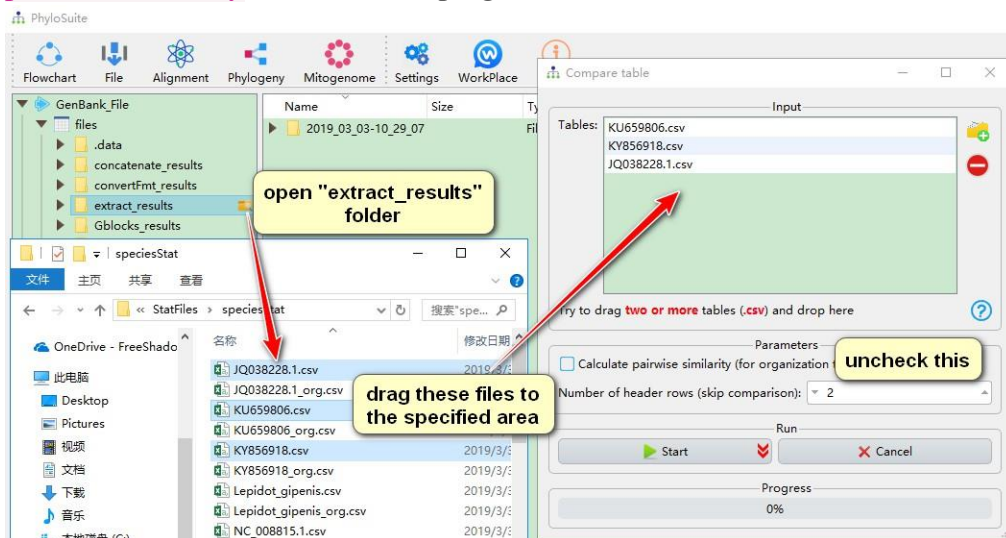 PhyloSuite
Flowchart File Alignment Phylogeny Mitogenome Settings WorkPlace
GenBank_File
files
.data
concatenate_results
convertFmt_results
extract_results
Gblocks_results
Name Size
2019_03_03-10_29_07
open "extract_results"
folder
speciesStat
文件 主页 共享 查看
« StatFiles › 搜索"spe...
OneDrive - FreeShado
此电脑
Desktop
Pictures
视频
文档
下载
音乐
名称 修改日期
JQ038228.1.csv
JQ038228.1_org.csv
KU659806.csv
KU659806_org.csv
KY856918.csv 2019/3/3
KY856918_org.csv 2019/3/3
Lepidot_gipenis.csv 2019/3/3
Lepidot_gipenis_org.csv 2019/3/3
NC_008815.1.csv 2019/3/3
drag these files to
the specified area
Compare table
Input
Tables:
KU659806.csv
KY856918.csv
JQ038228.1.csv
Try to drag two or more tables (.csv) and drop here
Parameters
Calculate pairwise similarity (for organization
uncheck this
Number of header rows (skip comparison): 2
Run
Start Cancel
Progress
0%